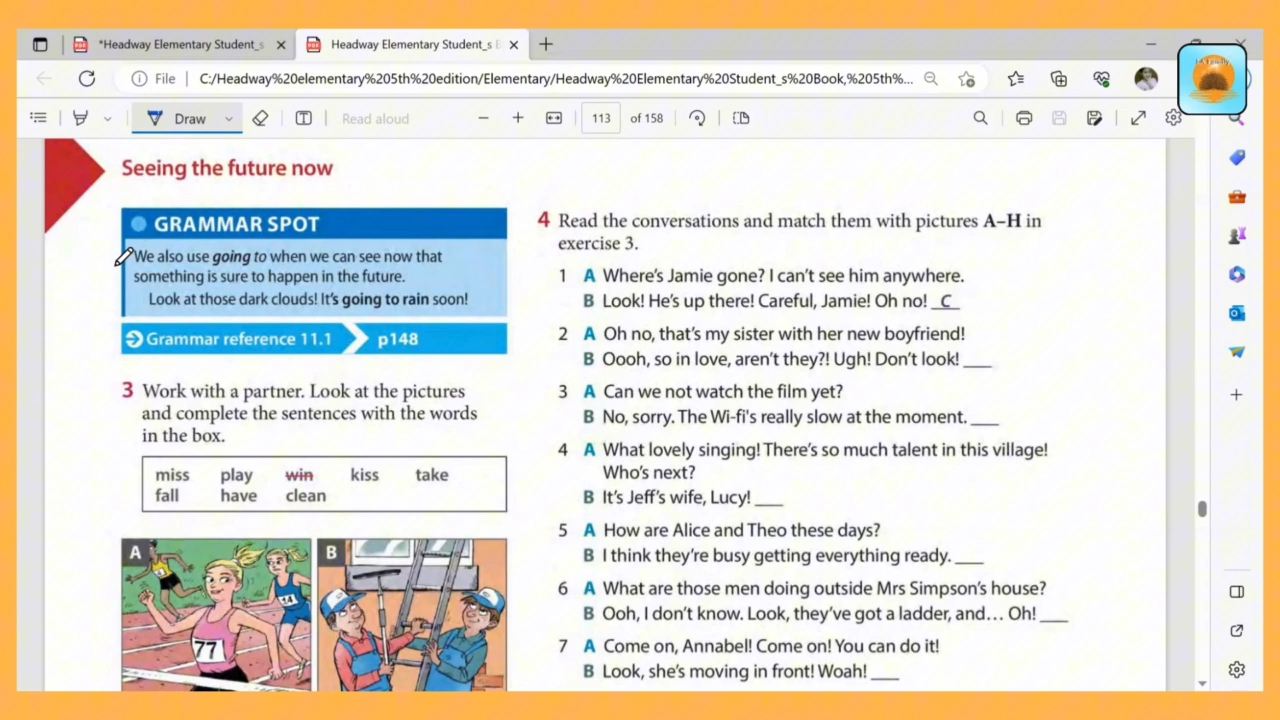 *Headway Elementary Student_s
Headway Elementary Student_s E
File
C:/Headway%20elementary%205th%20edition/Elementary/Headway%20Elementary%20Student_s%20Book,%205th%...
Draw
Read aloud
113
of 158
Seeing the future now
GRAMMAR SPOT
We also use going to when we can see now that
something is sure to happen in the future.
Look at those dark clouds! It's going to rain soon!
Grammar reference 11.1
p148
3 Work with a partner. Look at the pictures
and complete the sentences with the words
in the box.
miss play win kiss take
fall have clean
A
B
14
77
4 Read the conversations and match them with pictures A–H in
exercise 3.
1 A Where's Jamie gone? I can't see him anywhere.
B Look! He's up there! Careful, Jamie! Oh no! _C_
2 A Oh no, that's my sister with her new boyfriend!
B Oooh, so in love, aren't they?! Ugh! Don't look! ___
3 A Can we not watch the film yet?
B No, sorry. The Wi-fi's really slow at the moment. ___
4 A What lovely singing! There's so much talent in this village!
Who's next?
B It's Jeff's wife, Lucy! ___
5 A How are Alice and Theo these days?
B I think they're busy getting everything ready. ___
6 A What are those men doing outside Mrs Simpson's house?
B Ooh, I don't know. Look, they've got a ladder, and… Oh! ___
7 A Come on, Annabel! Come on! You can do it!
B Look, she's moving in front! Woah! ___